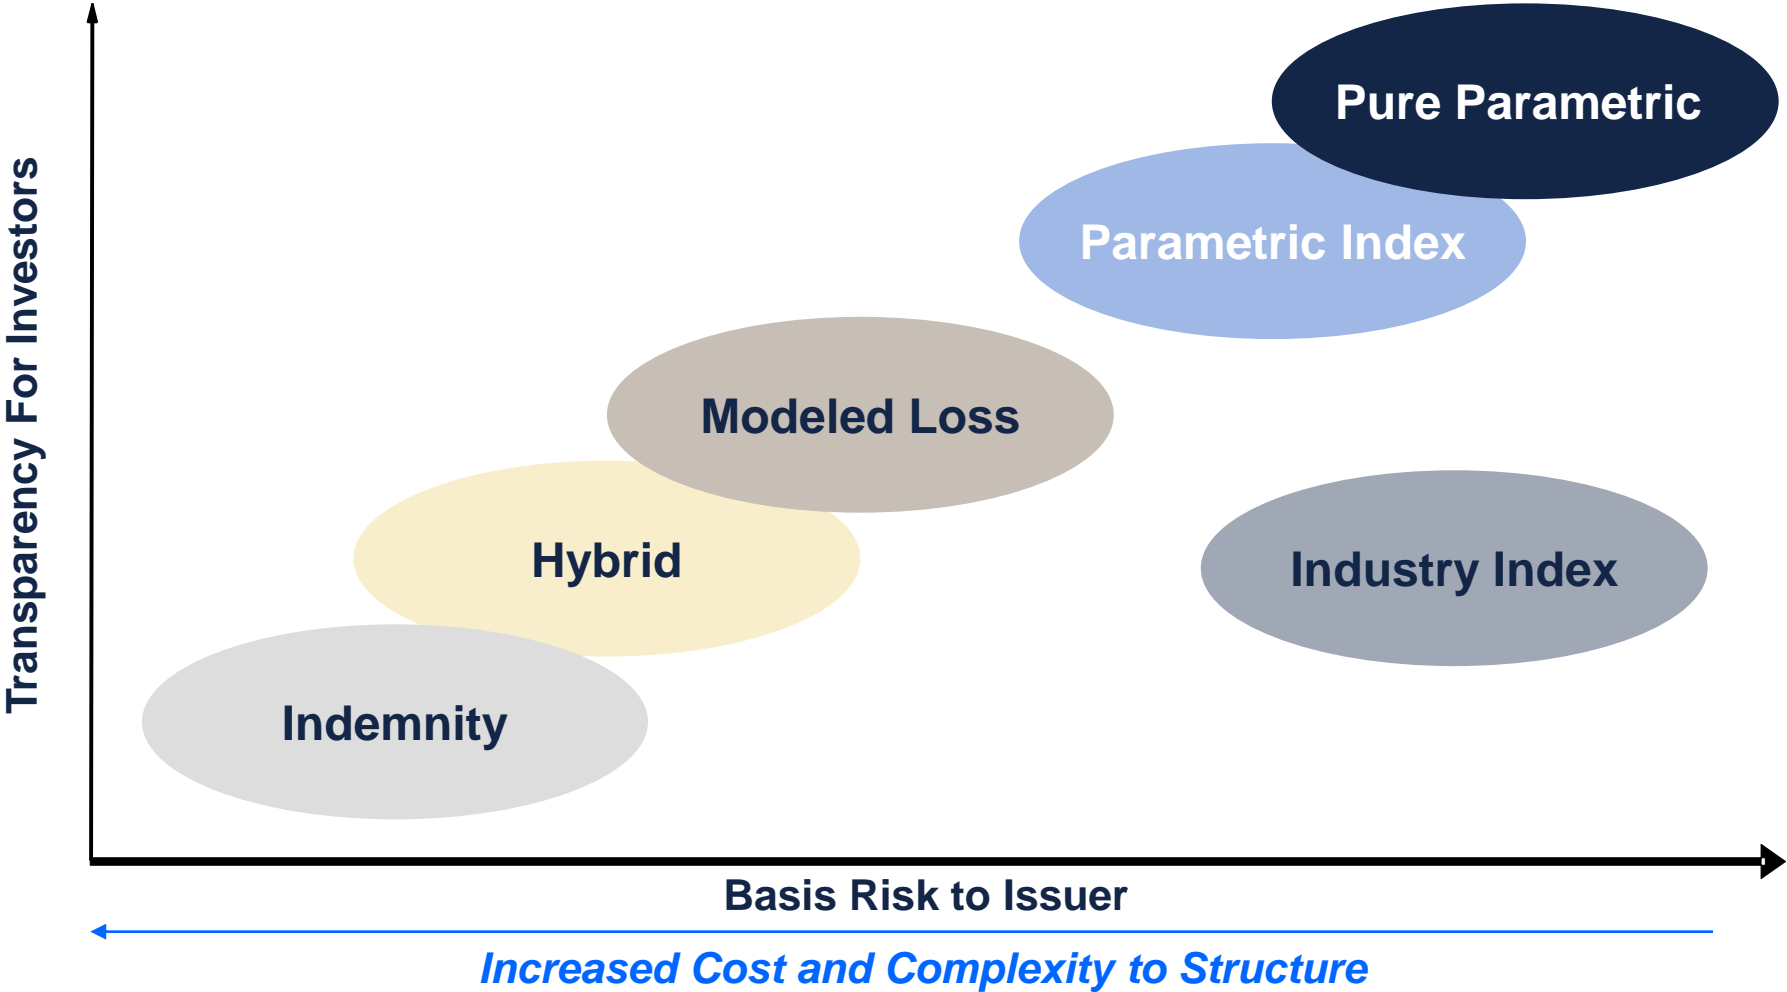 Transparency For Investors
Pure Parametric
Parametric Index
Modeled Loss
Hybrid
Industry Index
Indemnity
Basis Risk to Issuer
Increased Cost and Complexity to Structure